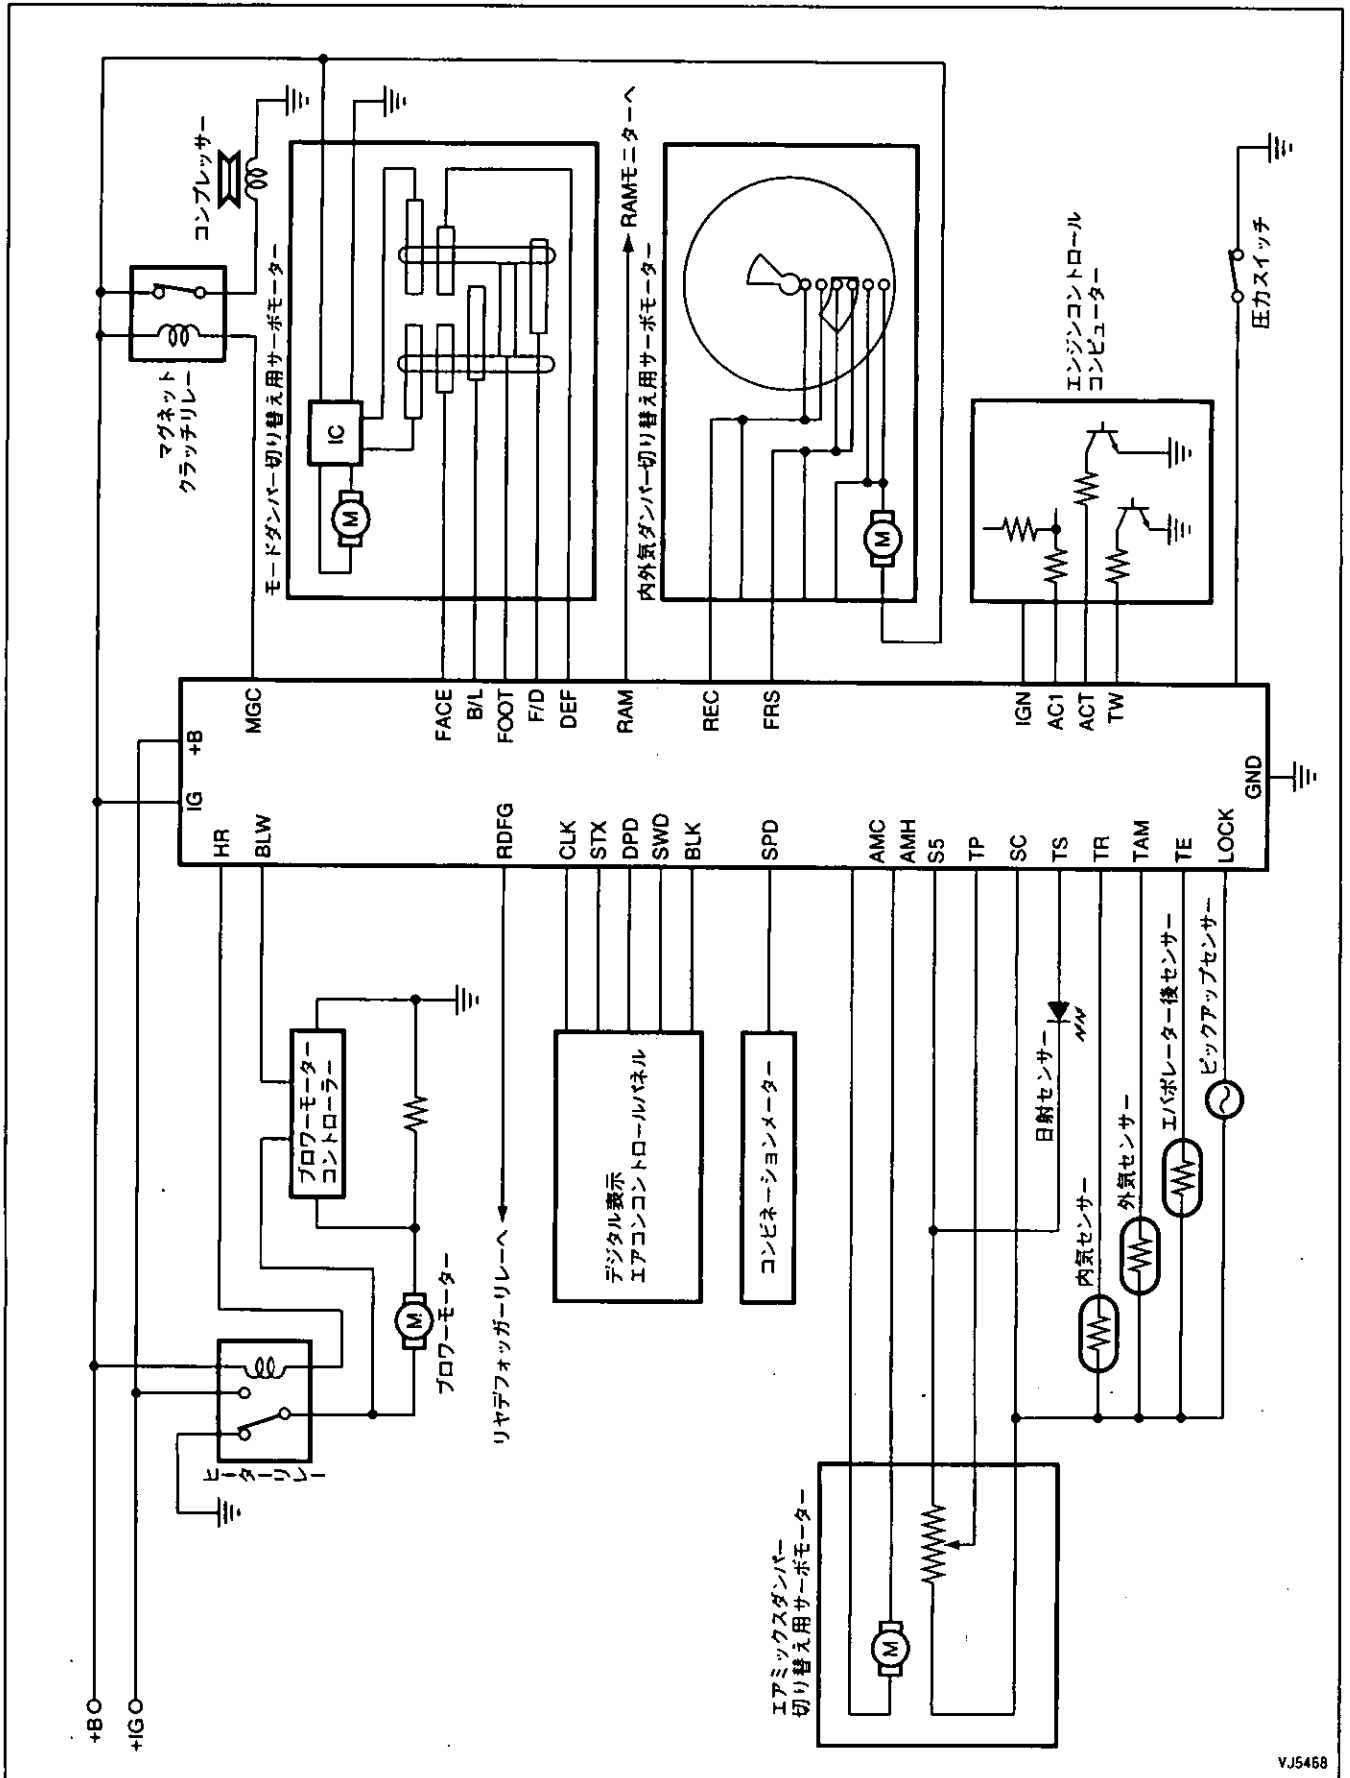 +B
+IG
ヒーターリレー
ブロワーモーター
ブロワーモーター
コントローラー
リヤデフォッガーリレーへ
デジタル表示
エアコンコントロールパネル
コンビネーションメーター
エアミックスダンパー
切り替え用サーボモーター
日射センサー
内気センサー
外気センサー
エバポレーター後センサー
ピックアップセンサー
HR
BLW
RDFG
CLK
STX
DPD
SWD
BLK
SPD
AMC
AMH
S5
TP
SC
TS
TR
TAM
TE
LOCK
IG
+B
GND
MGC
FACE
B/L
FOOT
F/D
DEF
RAM
REC
FRS
IGN
AC1
ACT
TW
マグネット
クラッチリレー
コンプレッサー
モードダンパー切り替え用サーボモーター
IC
M
RAMモニターへ
内外気ダンパー切り替え用サーボモーター
M
エンジンコントロール
コンピューター
圧力スイッチ
M
M
VJ5468